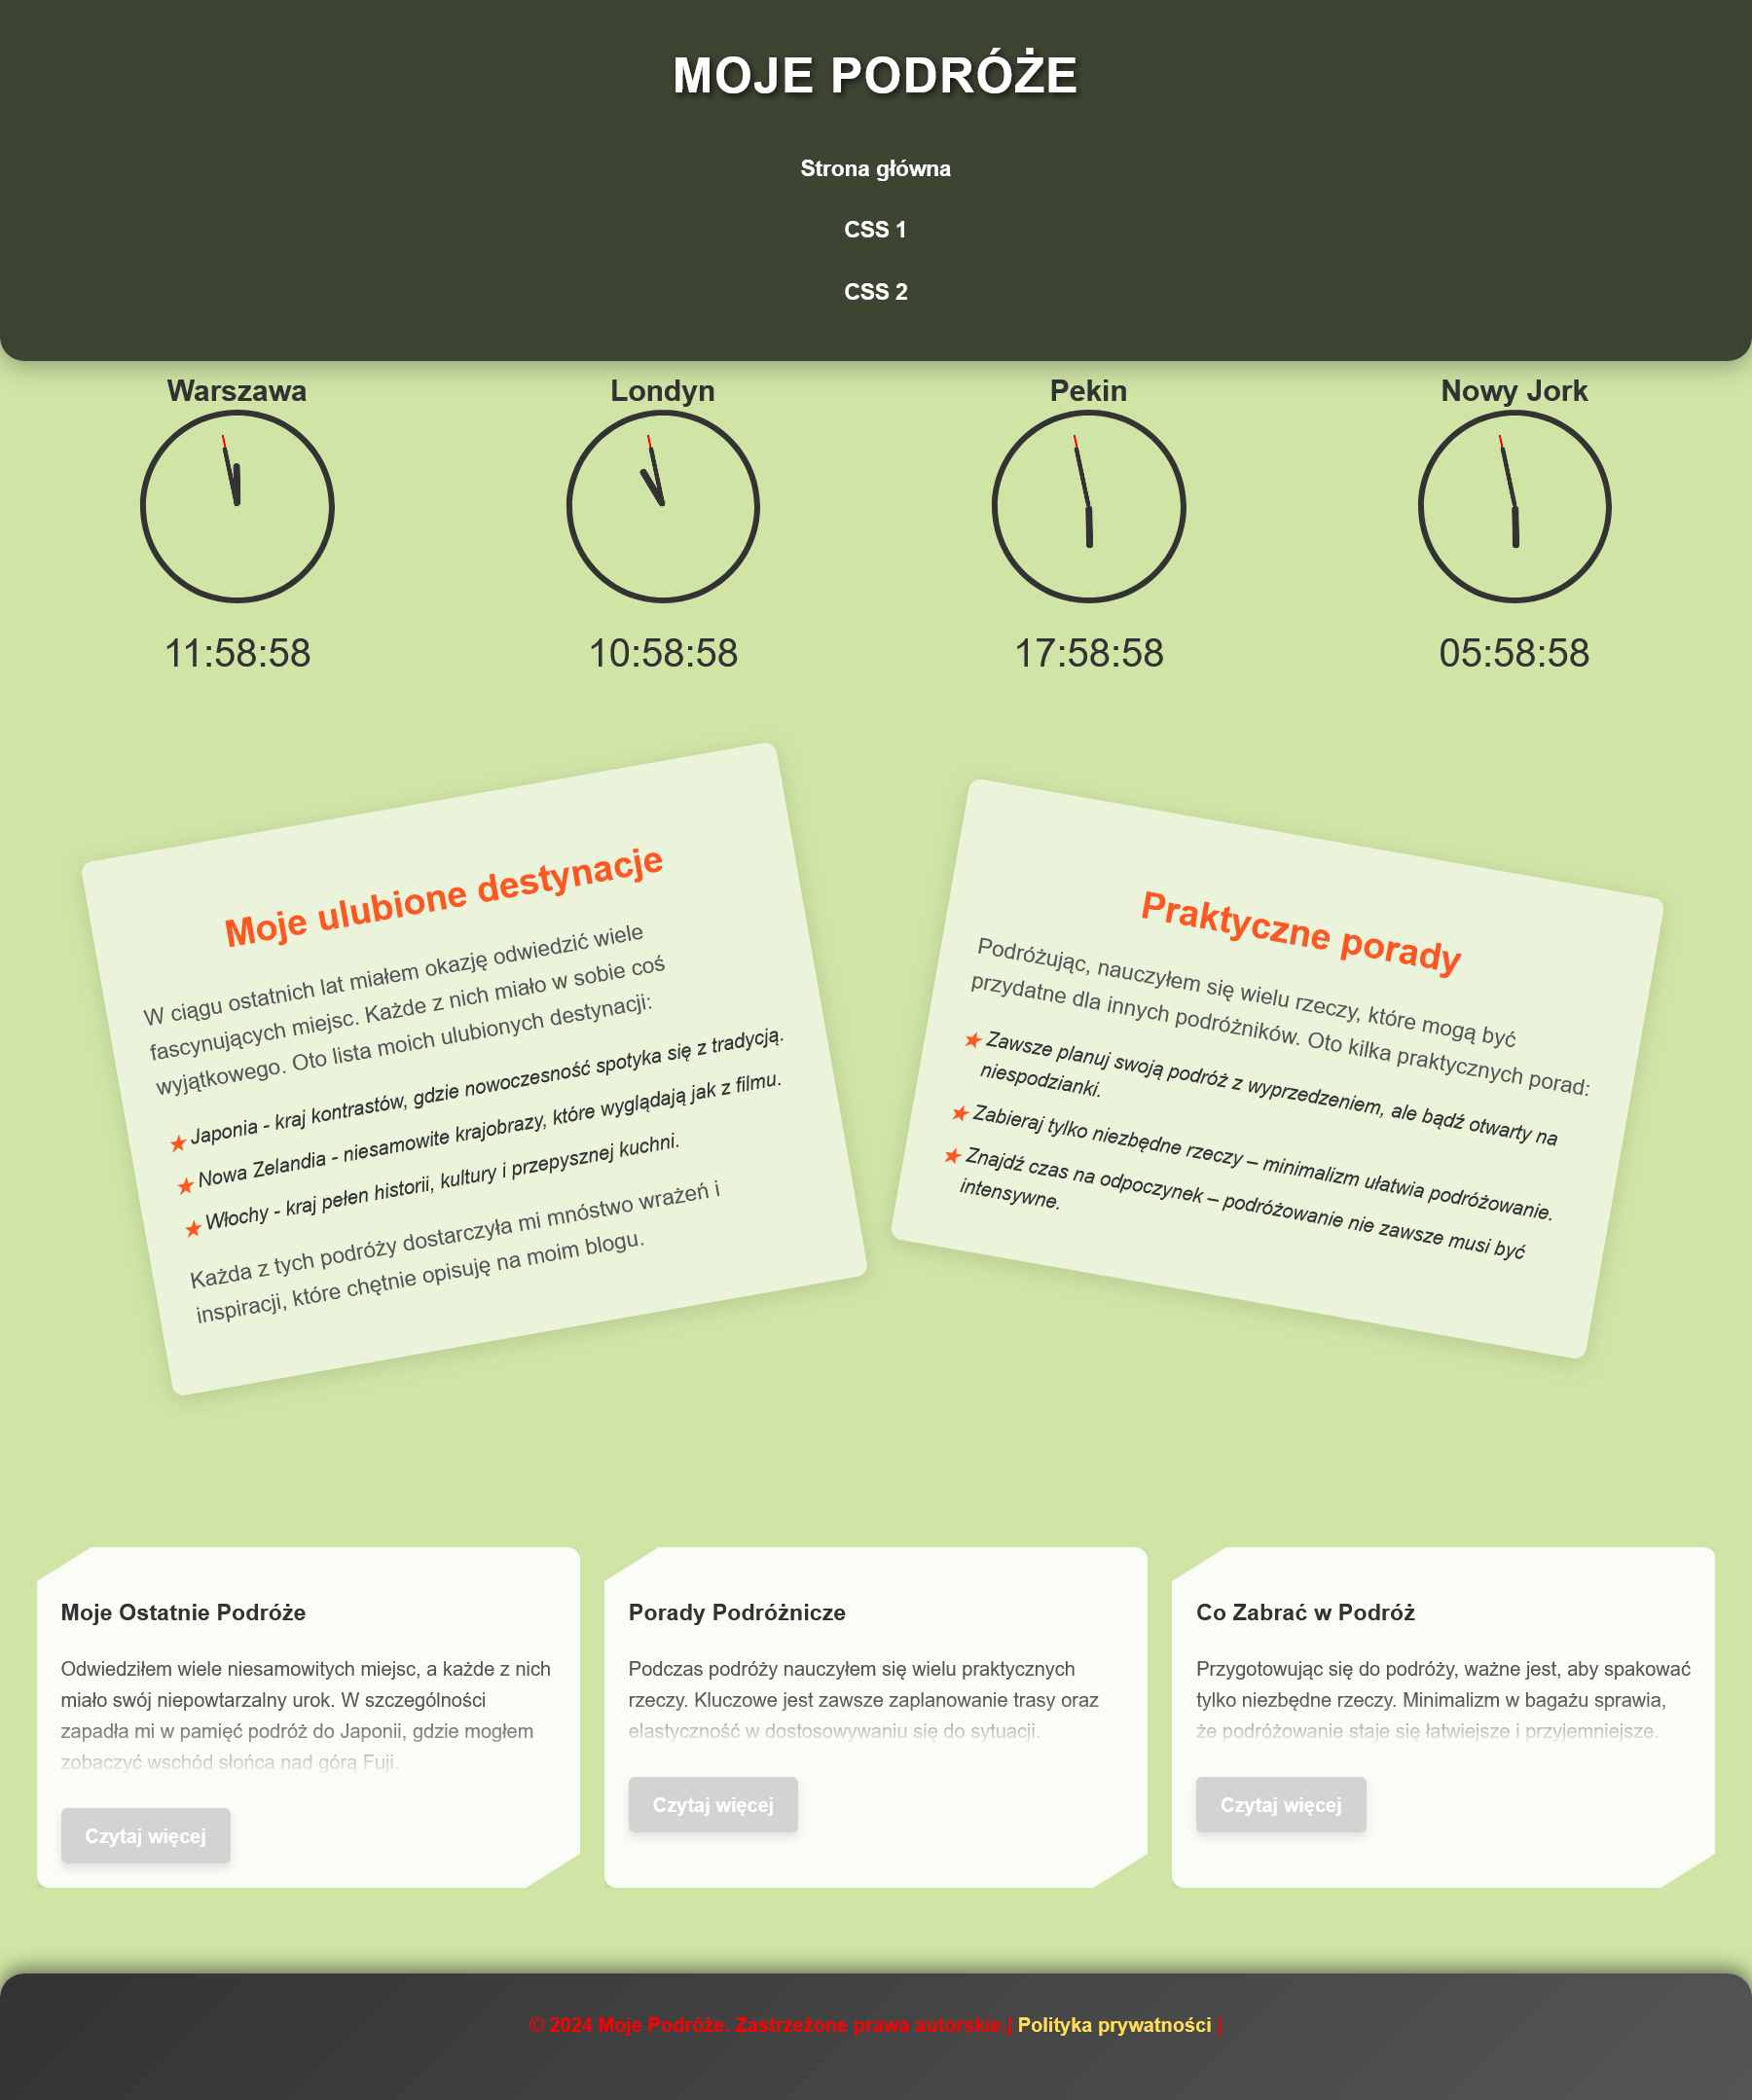 MOJE PODRÓŻE
Strona główna
CSS 1
CSS 2
Warszawa
Londyn
Pekin
Nowy Jork
11:58:58
10:58:58
17:58:58
05:58:58
Moje ulubione destynacje
W ciągu ostatnich lat miałem okazję odwiedzić wiele
fascynujących miejsc. Każde z nich miało w sobie coś
wyjątkowego. Oto lista moich ulubionych destynacji:
★ Japonia - kraj kontrastów, gdzie nowoczesność spotyka się z tradycją.
★ Nowa Zelandia - niesamowite krajobrazy, które wyglądają jak z filmu.
★ Włochy - kraj pełen historii, kultury i przepysznej kuchni.
Każda z tych podróży dostarczyła mi mnóstwo wrażeń i
inspiracji, które chętnie opisuję na moim blogu.
Praktyczne porady
Podróżując, nauczyłem się wielu rzeczy, które mogą być
przydatne dla innych podróżników. Oto kilka praktycznych porad:
★ Zawsze planuj swoją podróż z wyprzedzeniem, ale bądź otwarty na
niespodzianki.
★ Zabieraj tylko niezbędne rzeczy – minimalizm ułatwia podróżowanie.
★ Znajdź czas na odpoczynek – podróżowanie nie zawsze musi być
intensywne.
Moje Ostatnie Podróże
Odwiedziłem wiele niesamowitych miejsc, a każde z nich
miało swój niepowtarzalny urok. W szczególności
zapadła mi w pamięć podróż do Japonii, gdzie mogłem
zobaczyć wschód słońca nad górą Fuji.
Czytaj więcej
Porady Podróżnicze
Podczas podróży nauczyłem się wielu praktycznych
rzeczy. Kluczowe jest zawsze zaplanowanie trasy oraz
elastyczność w dostosowywaniu się do sytuacji.
Czytaj więcej
Co Zabrać w Podróż
Przygotowując się do podróży, ważne jest, aby spakować
tylko niezbędne rzeczy. Minimalizm w bagażu sprawia,
że podróżowanie staje się łatwiejsze i przyjemniejsze.
Czytaj więcej
© 2024 Moje Podróże. Zastrzeżone prawa autorskie.| Polityka prywatności |